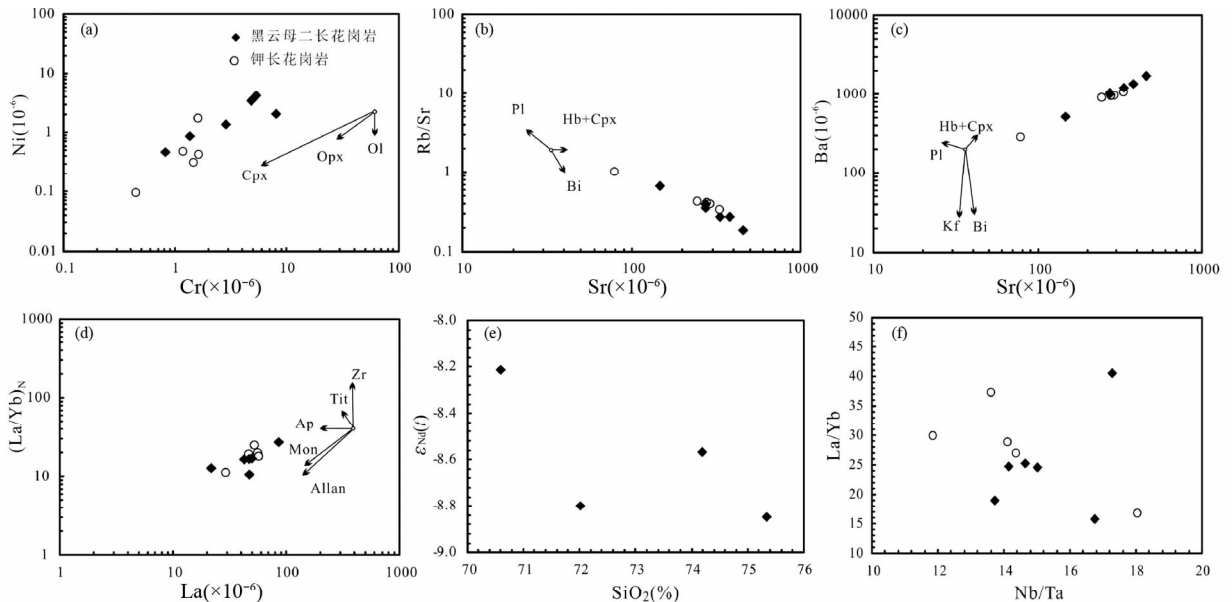 (a)
◆ 黑云母二长花岗岩
○ 钾长花岗岩
Ni(10⁻⁶)
100
10
1
0.1
0.01
Cpx
Opx
Ol
0.1
1
10
100
Cr(×10⁻⁶)
(b)
Rb/Sr
100
10
1
0.1
Pl
Hb+Cpx
Bi
10
100
1000
Sr(×10⁻⁶)
(c)
Ba(10⁻⁶)
10000
1000
100
10
Hb+Cpx
Pl
Kf
Bi
10
100
1000
Sr(×10⁻⁶)
(d)
(La/Yb)N
1000
100
10
1
Zr
Tit
Ap
Mon
Allan
1
10
100
1000
La(×10⁻⁶)
(e)
εNd(t)
-8.0
-8.2
-8.4
-8.6
-8.8
-9.0
70
71
72
73
74
75
76
SiO₂(%)
(f)
La/Yb
50
45
40
35
30
25
20
15
10
10
12
14
16
18
20
Nb/Ta